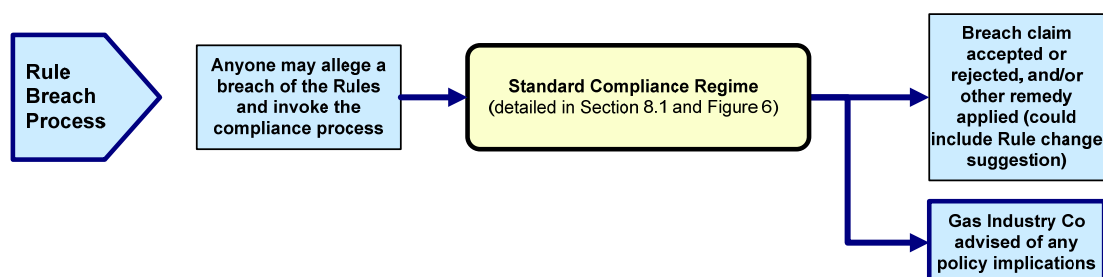 Rule
Breach
Process
Anyone may allege a
breach of the Rules
and invoke the
compliance process
Standard Compliance Regime
(detailed in Section 8.1 and Figure 6)
Breach claim
accepted or
rejected, and/or
other remedy
applied (could
include Rule change
suggestion)
Gas Industry Co
advised of any
policy implications